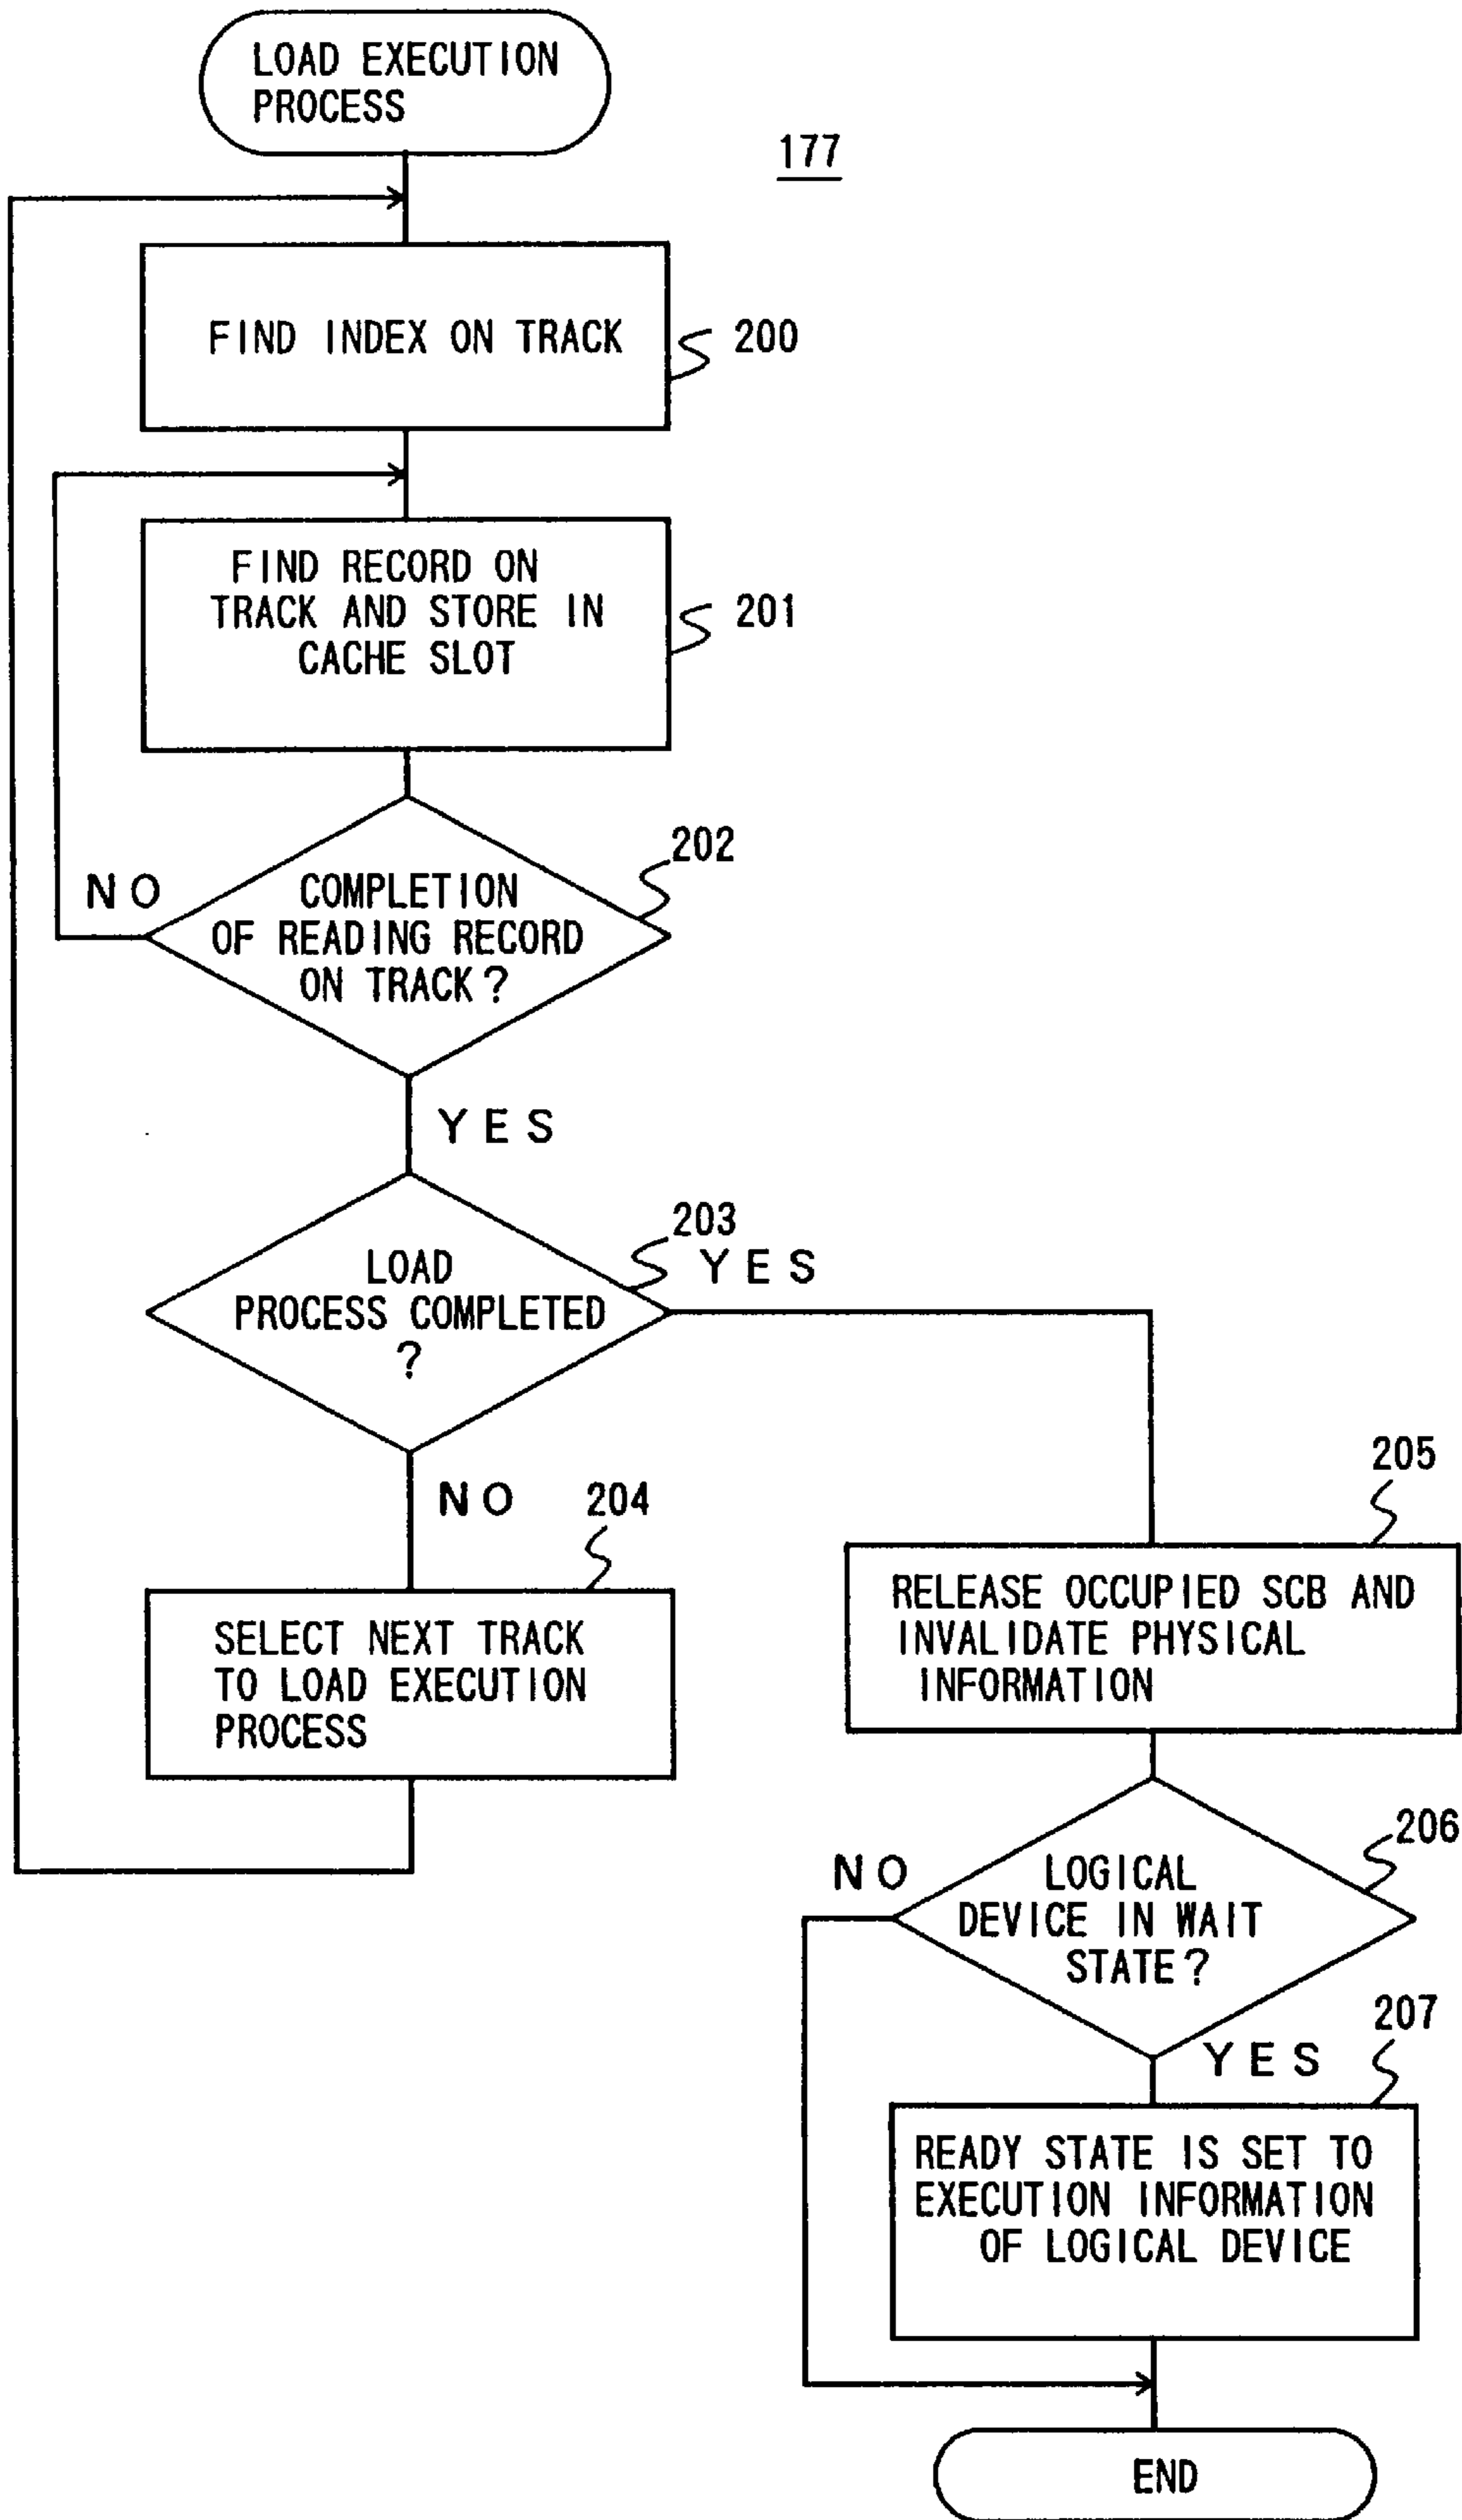 LOAD EXECUTION
PROCESS
177
FIND INDEX ON TRACK
200
FIND RECORD ON
TRACK AND STORE IN
CACHE SLOT
201
202
NO
COMPLETION
OF READING RECORD
ON TRACK?
YES
203
YES
LOAD
PROCESS COMPLETED
?
NO
204
205
SELECT NEXT TRACK
TO LOAD EXECUTION
PROCESS
RELEASE OCCUPIED SCB AND
INVALIDATE PHYSICAL
INFORMATION
206
NO
LOGICAL
DEVICE IN WAIT
STATE?
207
YES
READY STATE IS SET TO
EXECUTION INFORMATION
OF LOGICAL DEVICE
END